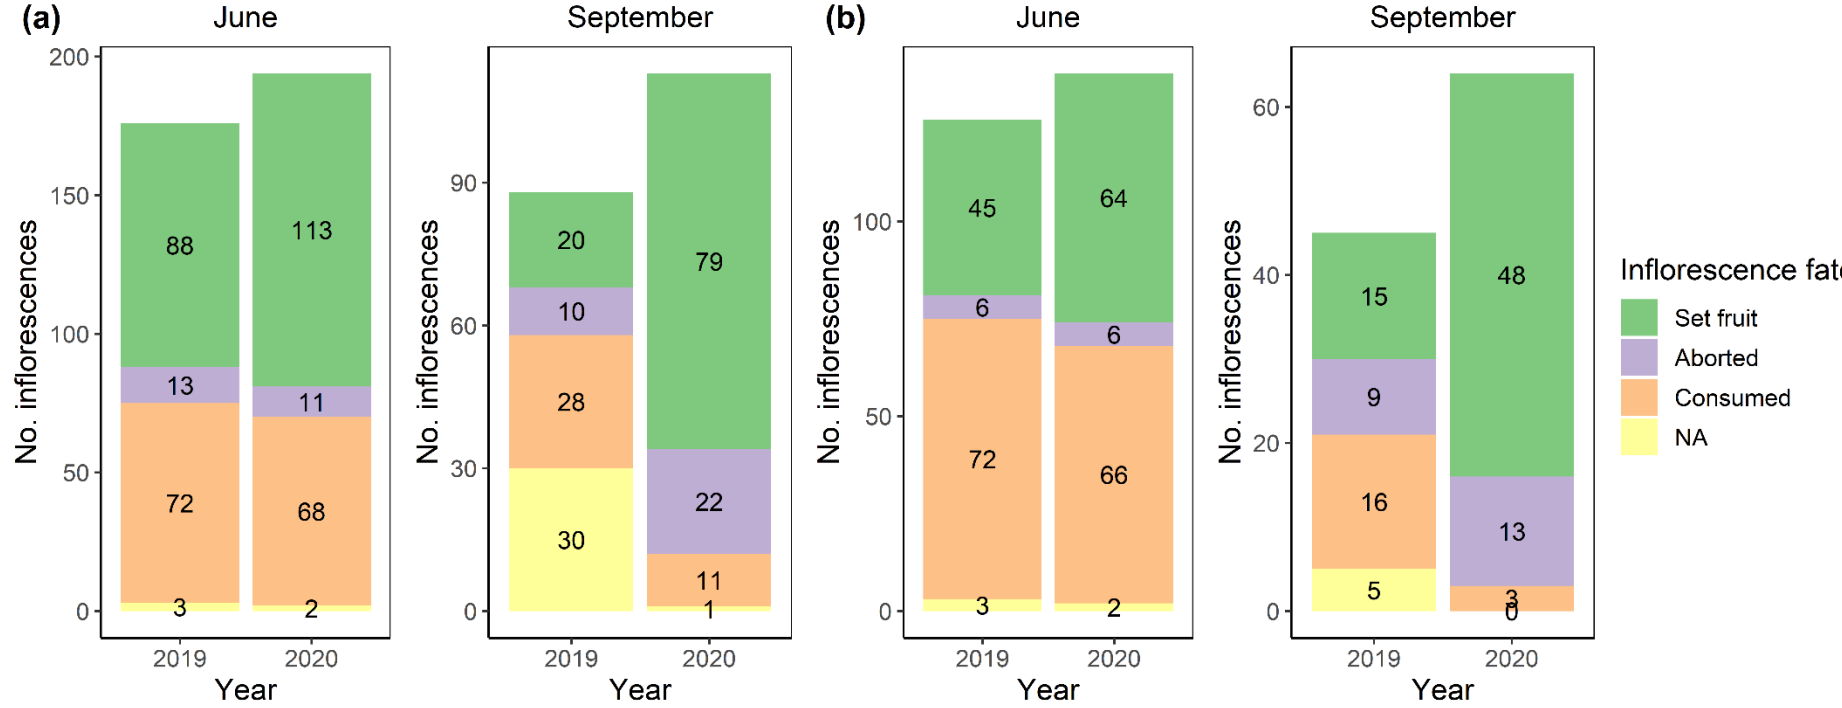 (a)
June
September
(b)
June
September
No. inflorescences
200
150
100
50
0
88
113
13
11
72
68
3
2
2019
2020
Year
No. inflorescences
90
60
30
0
20
79
10
22
28
11
30
1
2019
2020
Year
No. inflorescences
100
50
0
45
64
6
6
72
66
3
2
2019
2020
Year
No. inflorescences
60
40
20
0
15
48
9
13
16
3
5
0
2019
2020
Year
Inflorescence fate
Set fruit
Aborted
Consumed
NA